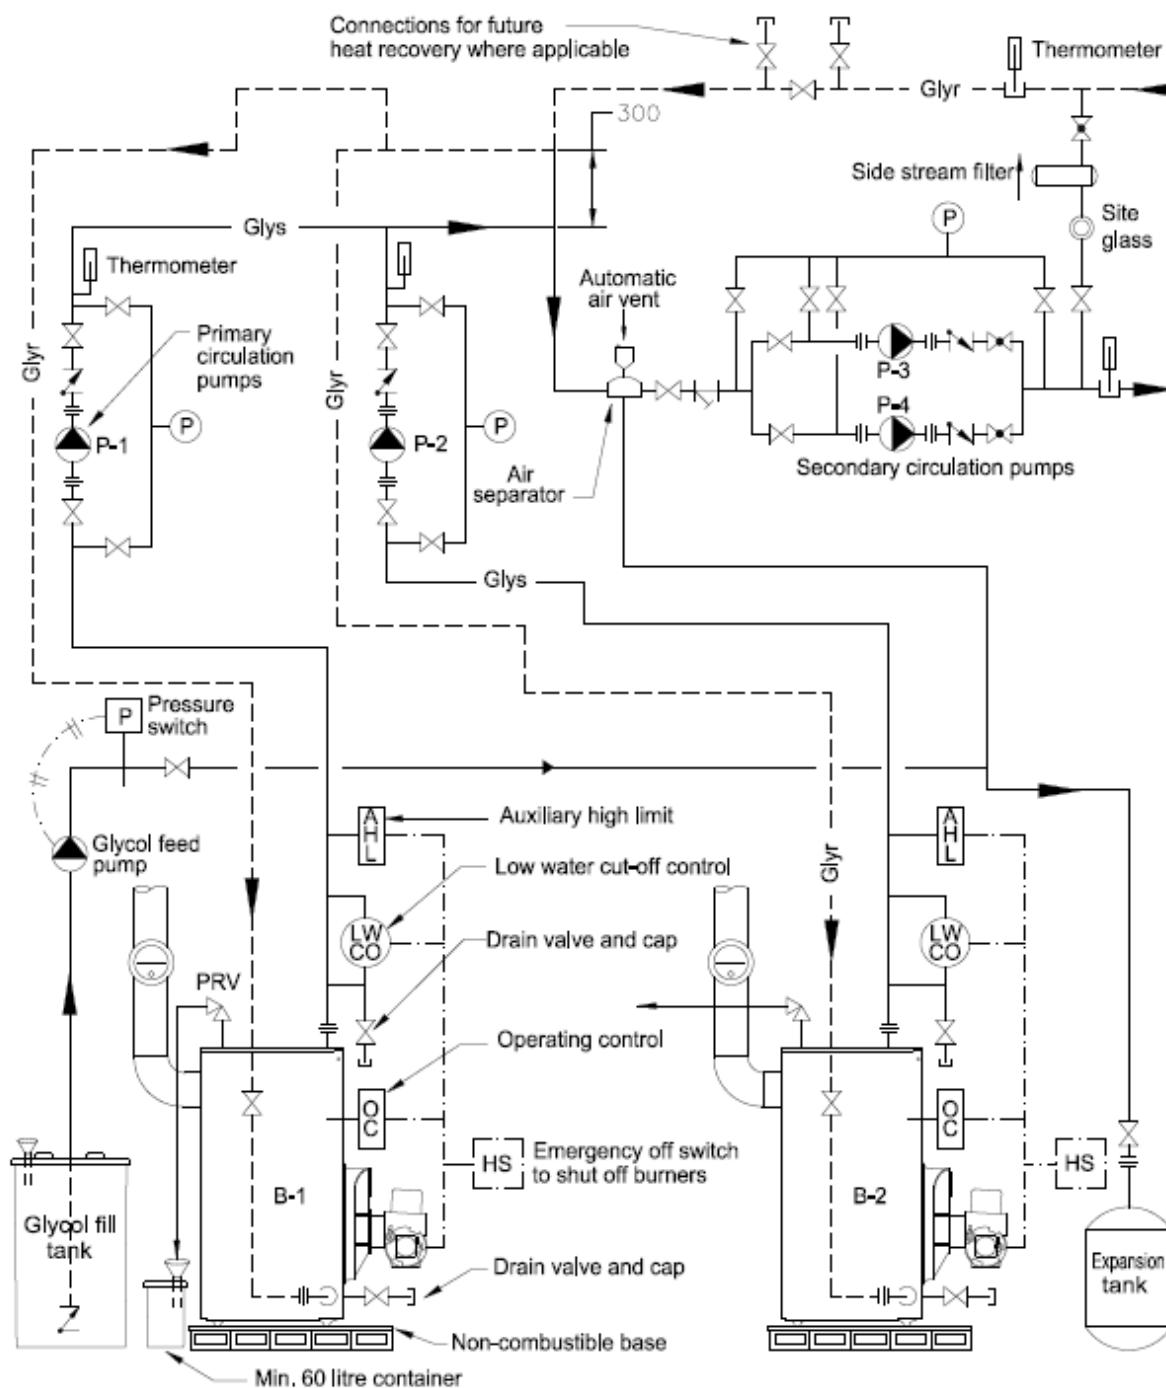 Connections for future
heat recovery where applicable
Thermometer
Glyr
300
Side stream filter
P
Site
glass
Glys
Thermometer
Automatic
air vent
Primary
circulation
pumps
Glyr
Glyr
P-3
P-1
P
P-2
P
P-4
Secondary circulation pumps
Air
separator
Glys
P
Pressure
switch
Glycol feed
pump
AHL
Auxiliary high limit
AHL
Glyr
Low water cut-off control
LW
CO
LW
CO
Drain valve and cap
PRV
Operating control
OC
OC
HS
Emergency off switch
to shut off burners
HS
B-1
B-2
Glycol fill
tank
Expansion
tank
Drain valve and cap
Non-combustible base
Min. 60 litre container